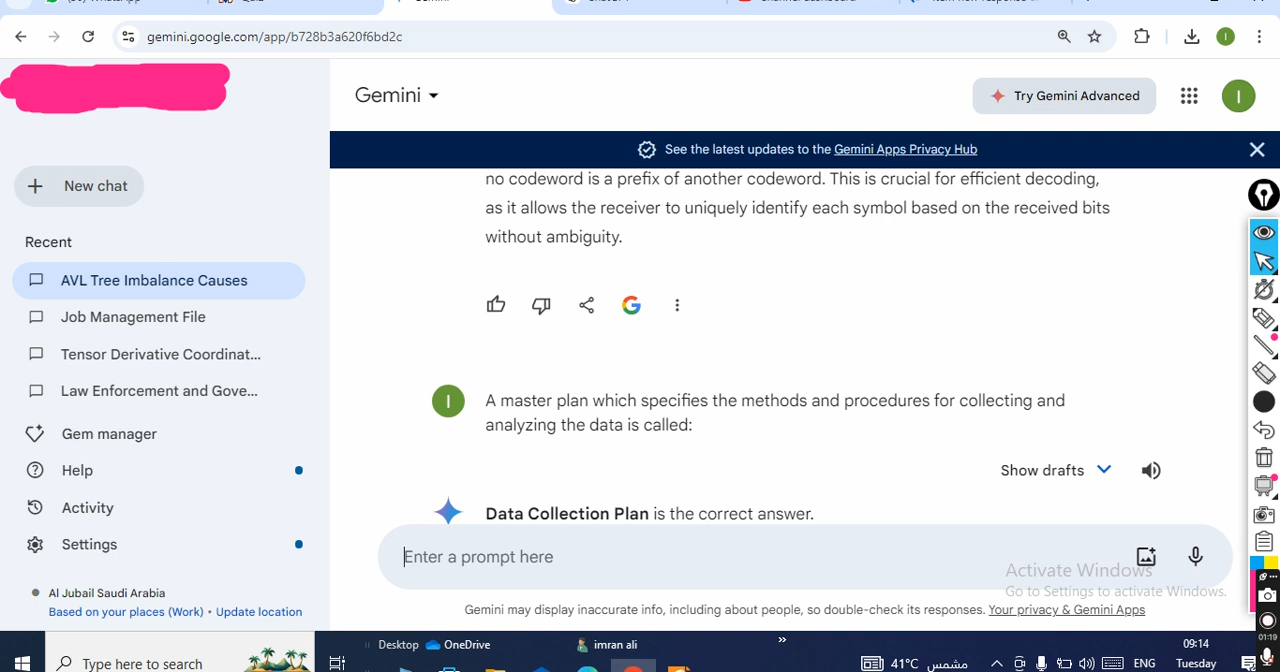 gemini.google.com/app/b728b3a620f6bd2c
Gemini
Try Gemini Advanced
I
See the latest updates to the Gemini Apps Privacy Hub
New chat
Recent
AVL Tree Imbalance Causes
Job Management File
Tensor Derivative Coordinat...
Law Enforcement and Gove...
Gem manager
Help
Activity
Settings
Al Jubail Saudi Arabia
Based on your places (Work) • Update location
no codeword is a prefix of another codeword. This is crucial for efficient decoding,
as it allows the receiver to uniquely identify each symbol based on the received bits
without ambiguity.
I
A master plan which specifies the methods and procedures for collecting and
analyzing the data is called:
Show drafts
Data Collection Plan is the correct answer.
Enter a prompt here
Activate Windows
Go to Settings to activate Windows.
Gemini may display inaccurate info, including about people, so double-check its responses. Your privacy & Gemini Apps
01:19
Type here to search
Desktop
OneDrive
imran ali
41°C مشمس
ENG
09:14
Tuesday